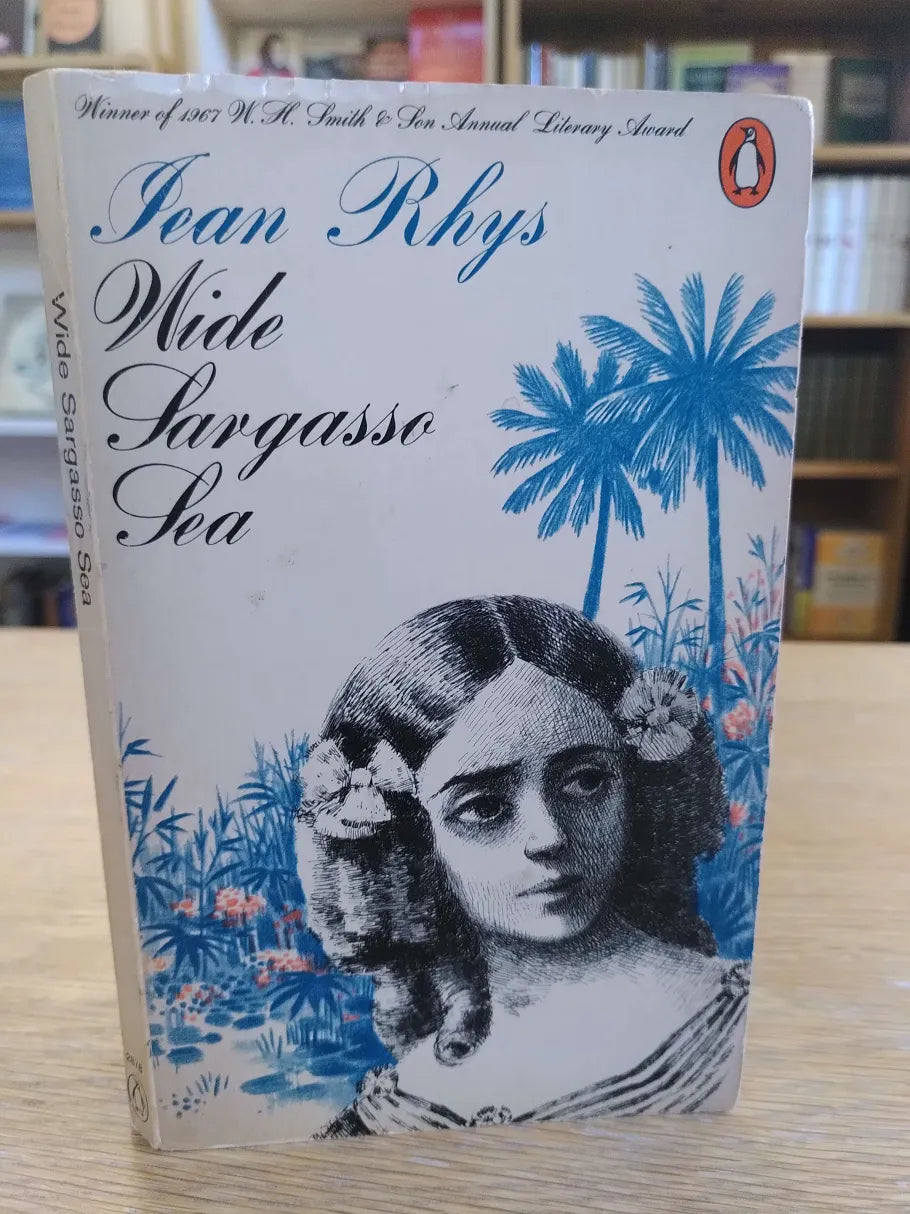 Winner of 1967 W. H. Smith & Son Annual Literary Award
Jean Rhys
Wide
Sargasso
Sea
Wide Sargasso Sea